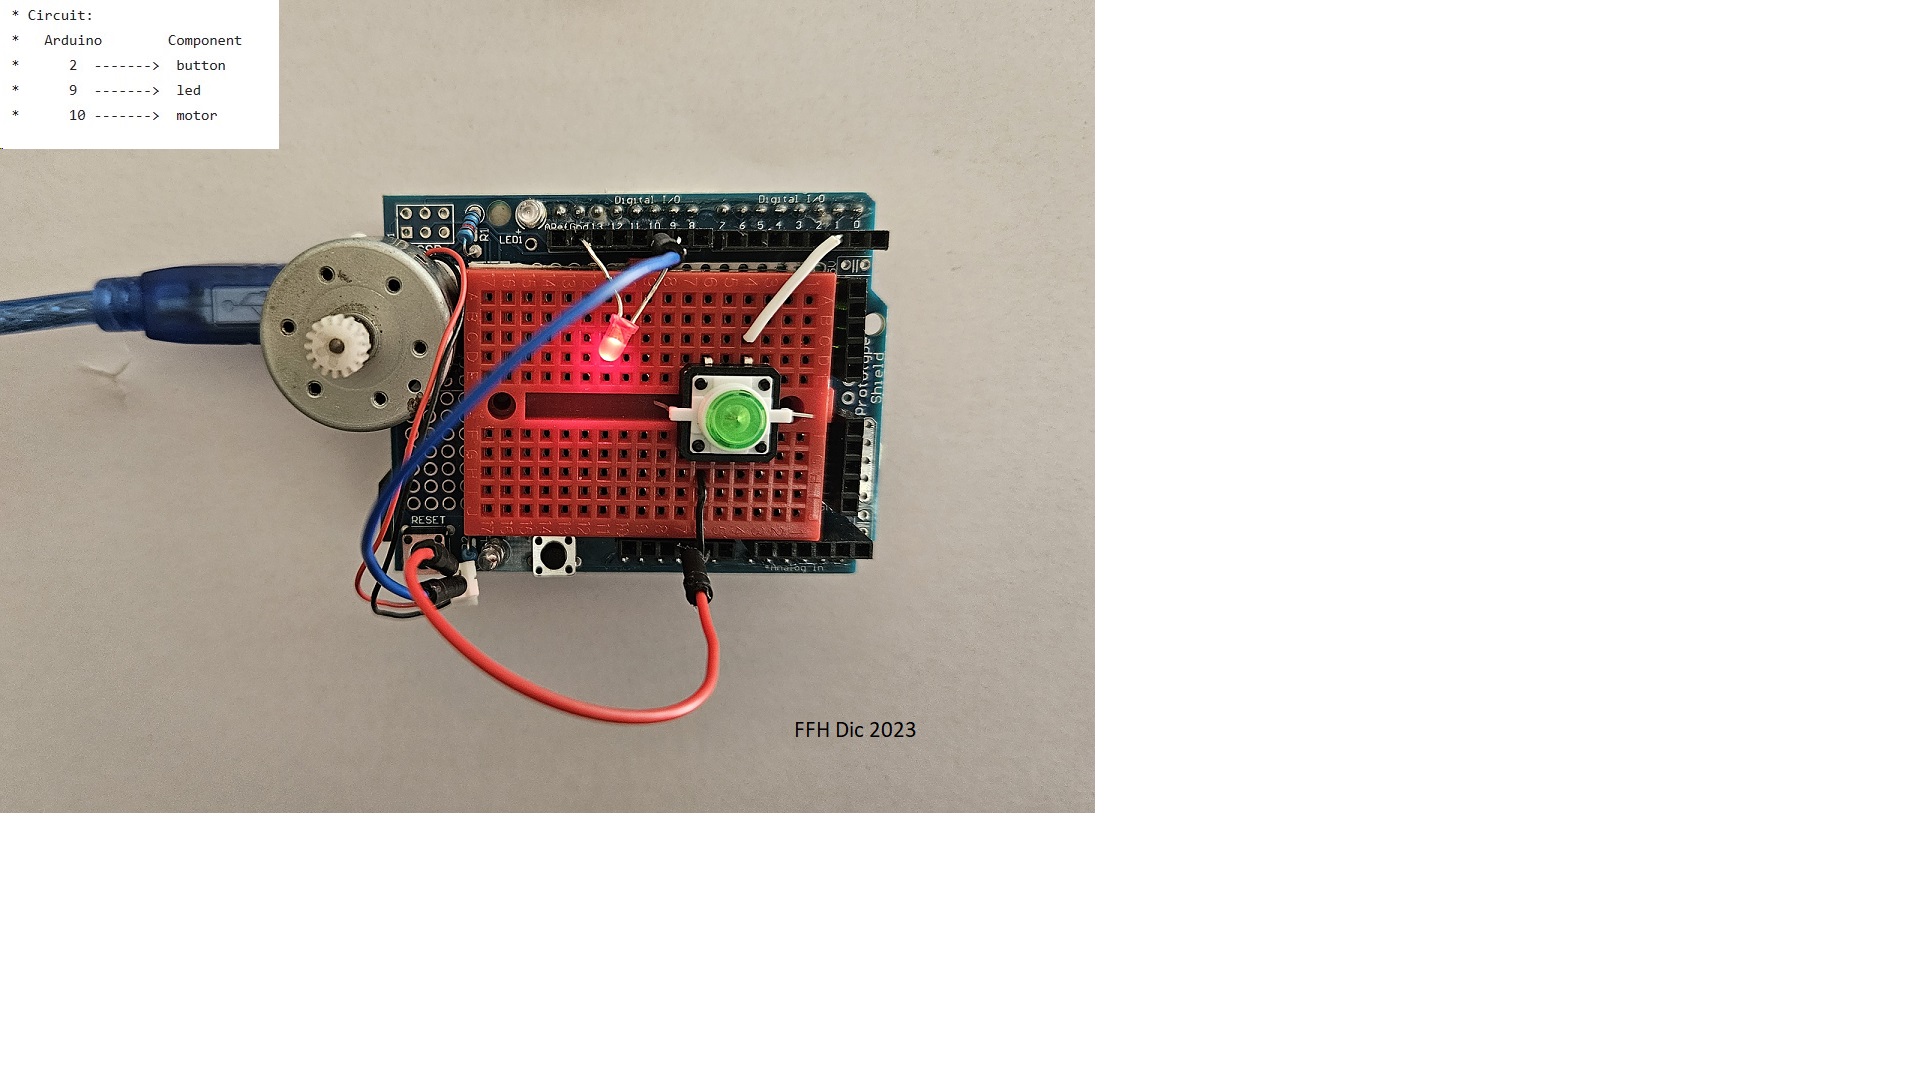 * Circuit:
*   Arduino        Component
*      2  ------->  button
*      9  ------->  led
*      10 ------->  motor
Digital I/O Digital I/O
ARef Gnd 13 12 11 10 9 8 7 6 5 4 3 2 1 0
LED1
R1
Prototype
Shield
RESET
Analog In
FFH Dic 2023